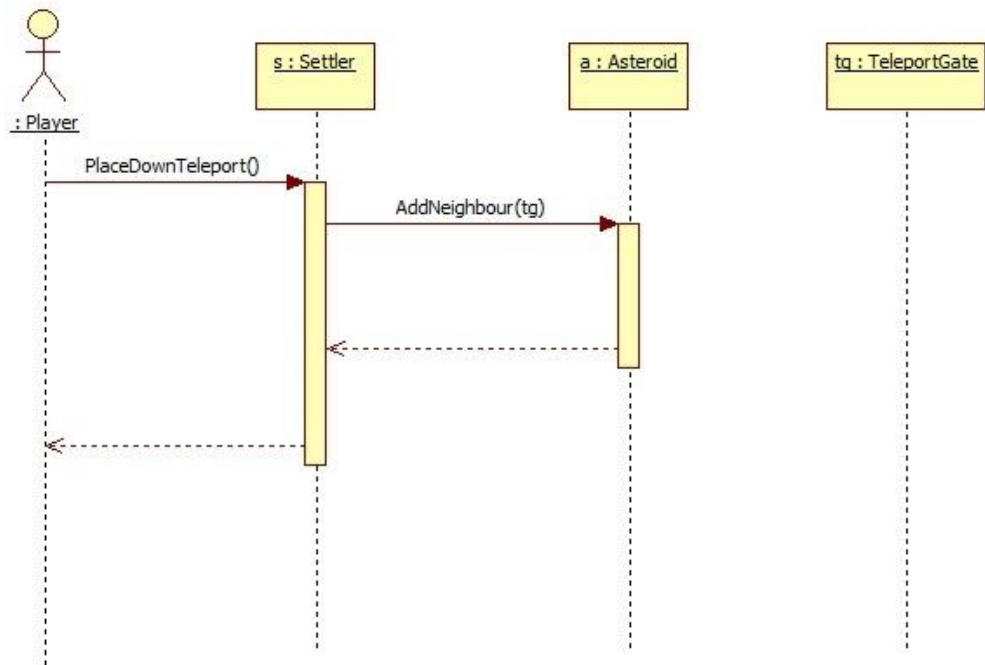 s : Settler
a : Asteroid
tg : TeleportGate
: Player
PlaceDownTeleport()
AddNeighbour(tg)